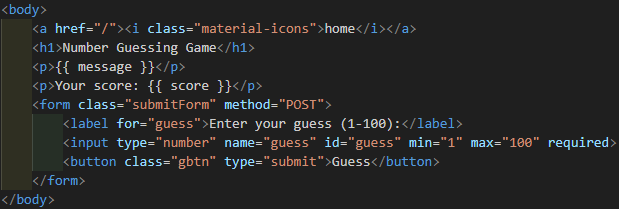 <body>
<a href="/"><i class="material-icons">home</i></a>
<h1>Number Guessing Game</h1>
<p>{{ message }}</p>
<p>Your score: {{ score }}</p>
<form class="submitForm" method="POST">
<label for="guess">Enter your guess (1-100):</label>
<input type="number" name="guess" id="guess" min="1" max="100" required>
<button class="gbtn" type="submit">Guess</button>
</form>
</body>